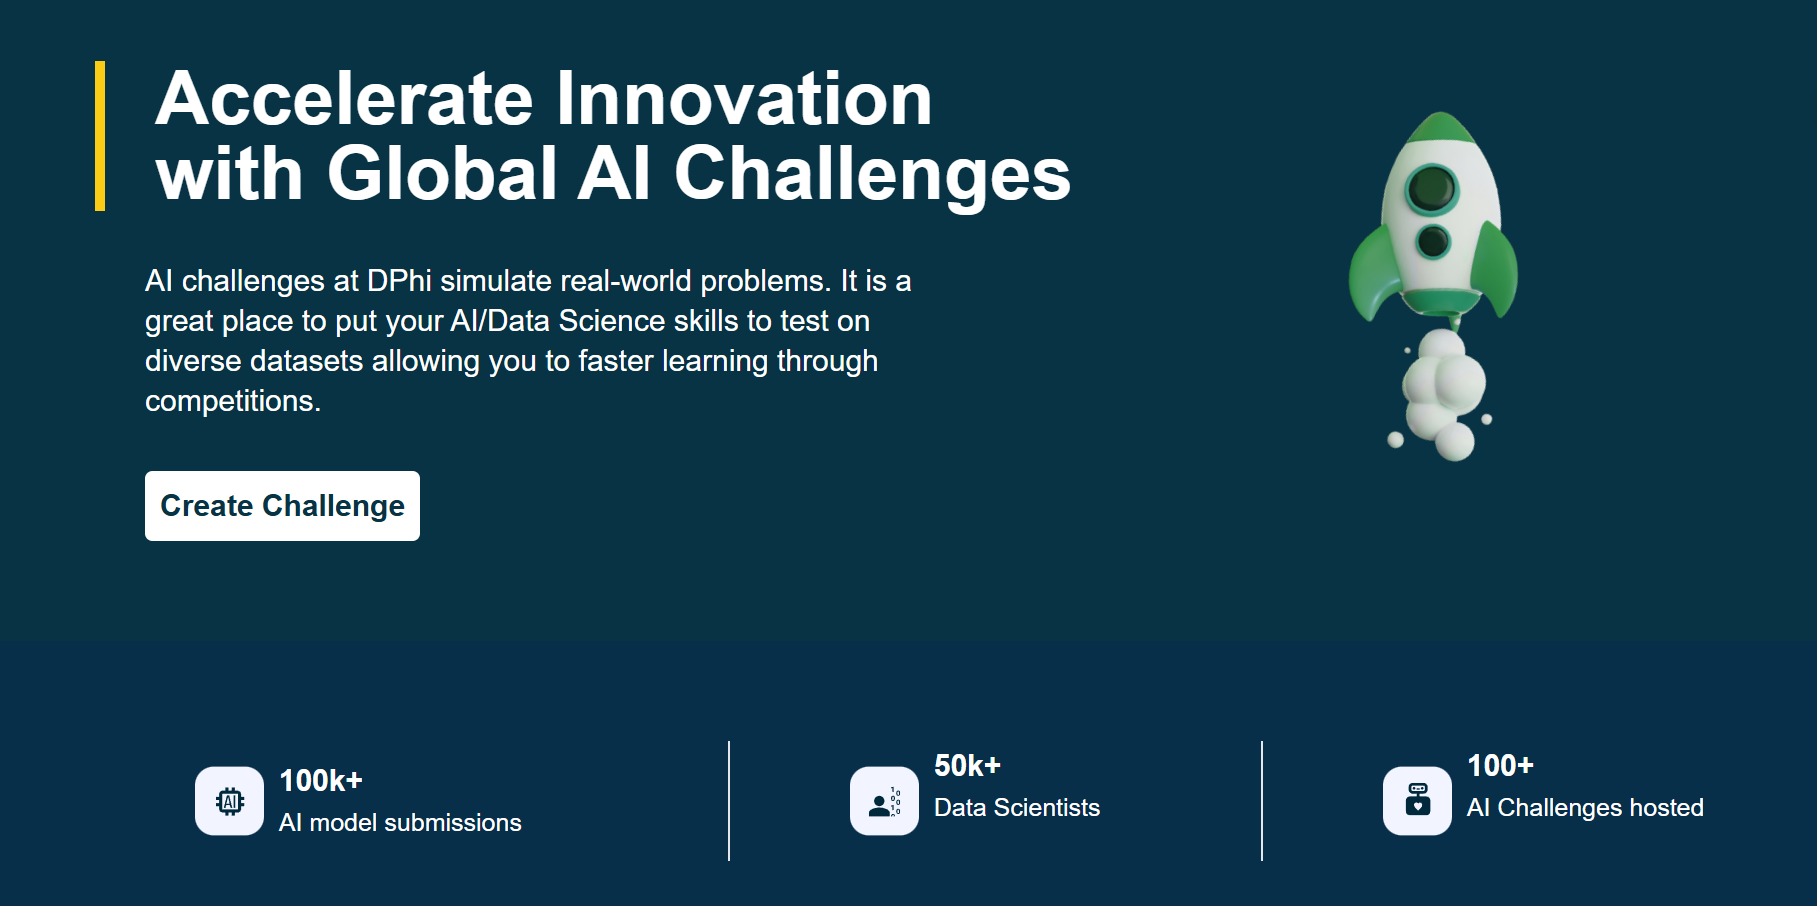 Accelerate Innovation
with Global AI Challenges
AI challenges at DPhi simulate real-world problems. It is a
great place to put your AI/Data Science skills to test on
diverse datasets allowing you to faster learning through
competitions.
Create Challenge
AI
100k+
AI model submissions
50k+
Data Scientists
100+
AI Challenges hosted